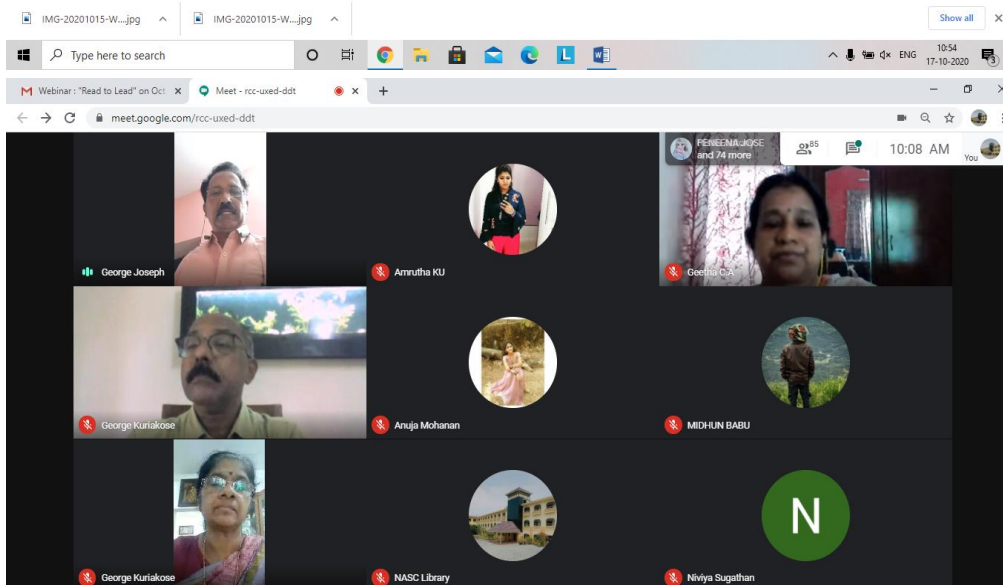 IMG-20201015-W....jpg
IMG-20201015-W....jpg
Show all
Type here to search
L
W
ENG
10:54
17-10-2020
3
Webinar : "Read to Lead" on Oct
Meet - rcc-uxed-ddt
meet.google.com/rcc-uxed-ddt
and 74 more
85
10:08 AM
You
George Joseph
Amrutha KU
Geetha C A
George Kuriakose
Anuja Mohanan
MIDHUN BABU
N
George Kuriakose
NASC Library
Niviya Sugathan